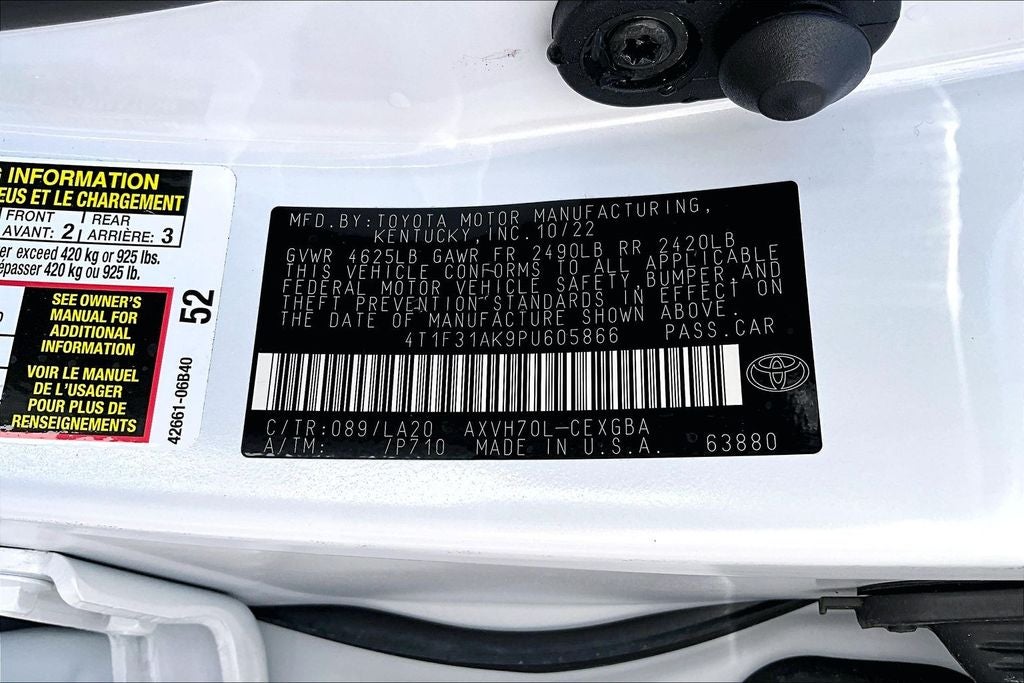 INFORMATION
EUS ET LE CHARGEMENT
FRONT REAR
AVANT: 2 ARRIÈRE: 3
exceed 420 kg or 925 lbs.
420 kg ou 925 lb.
SEE OWNER'S
MANUAL FOR
ADDITIONAL
INFORMATION
VOIR LE MANUEL
DE L'USAGER
POUR PLUS DE
RENSEIGNEMENTS
52
42661-06B40
MFD. BY: TOYOTA MOTOR MANUFACTURING,
KENTUCKY, INC. 10/22
GVWR 4625LB GAWR FR 2490LB RR 2420LB
THIS VEHICLE CONFORMS TO ALL APPLICABLE
FEDERAL MOTOR VEHICLE SAFETY, BUMPER, AND
THEFT PREVENTION STANDARDS IN EFFECT ON
THE DATE OF MANUFACTURE SHOWN ABOVE.
4T1F31AK9PU605866 PASS. CAR
C/TR: 089/LA20 AXVH70L-CEXGBA
A/TM: /P710 MADE IN U.S.A. 63880